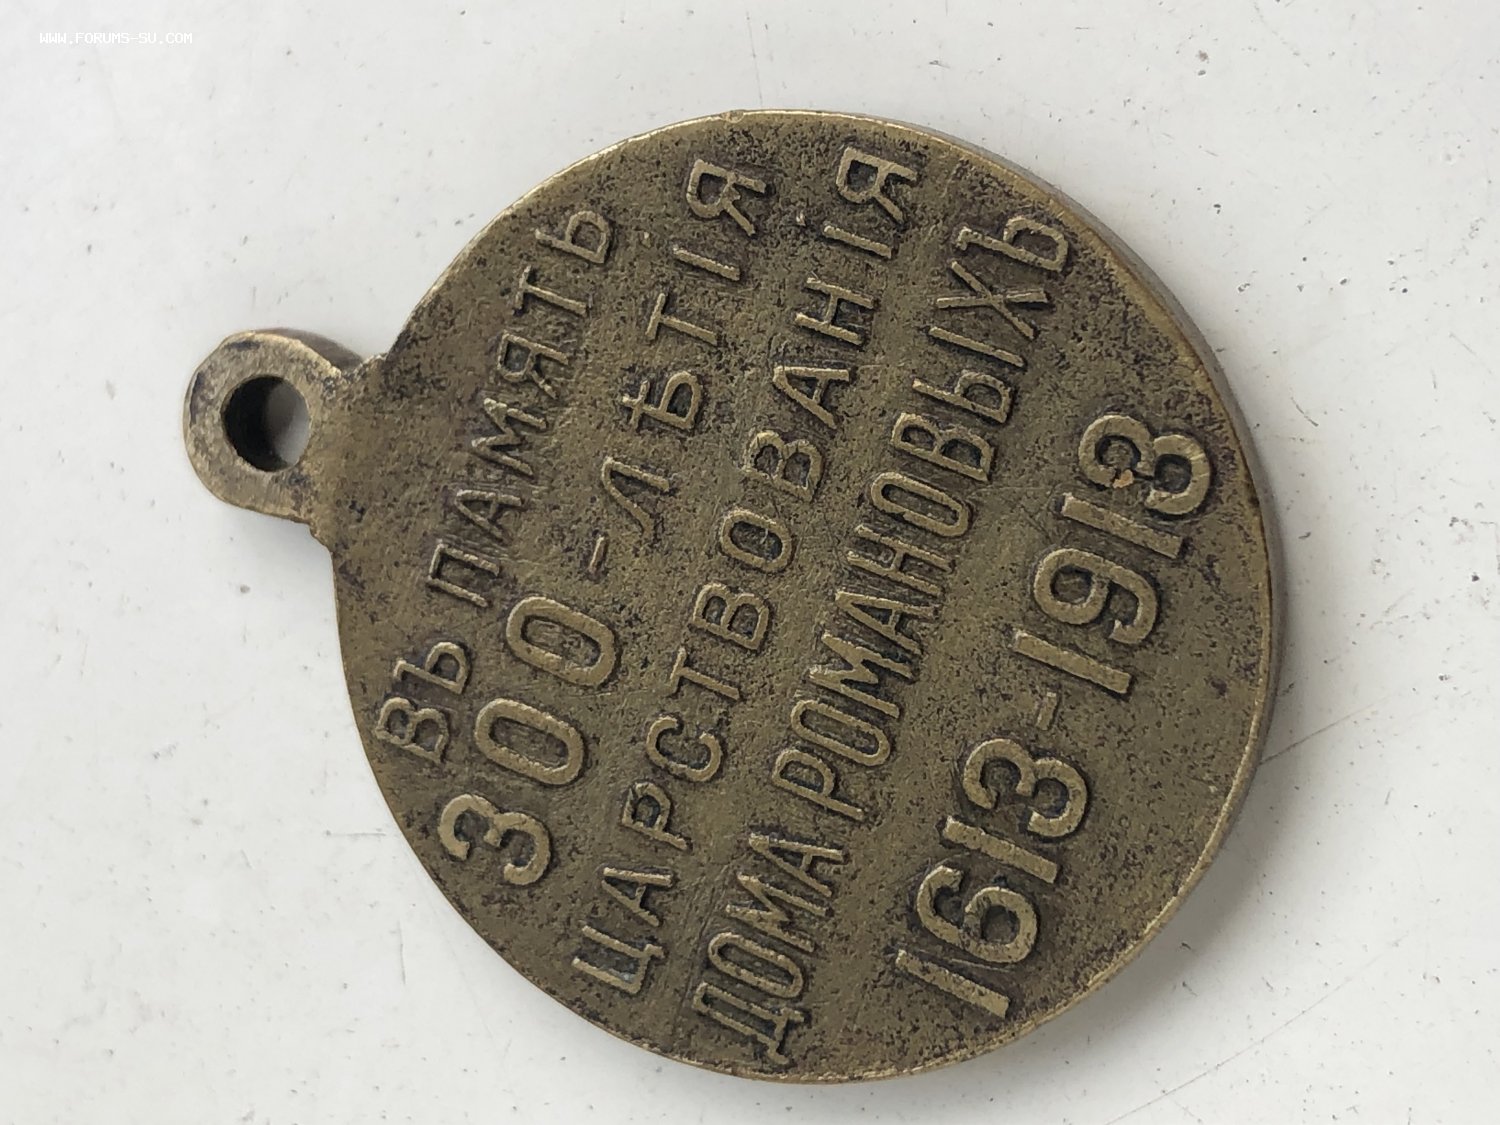 WWW.FORUMS-SU.COM
ВЪ ПАМЯТЬ
300-ЛѢТІЯ
ЦАРСТВОВАНІЯ
ДОМА РОМАНОВЫХЪ
1613-1913